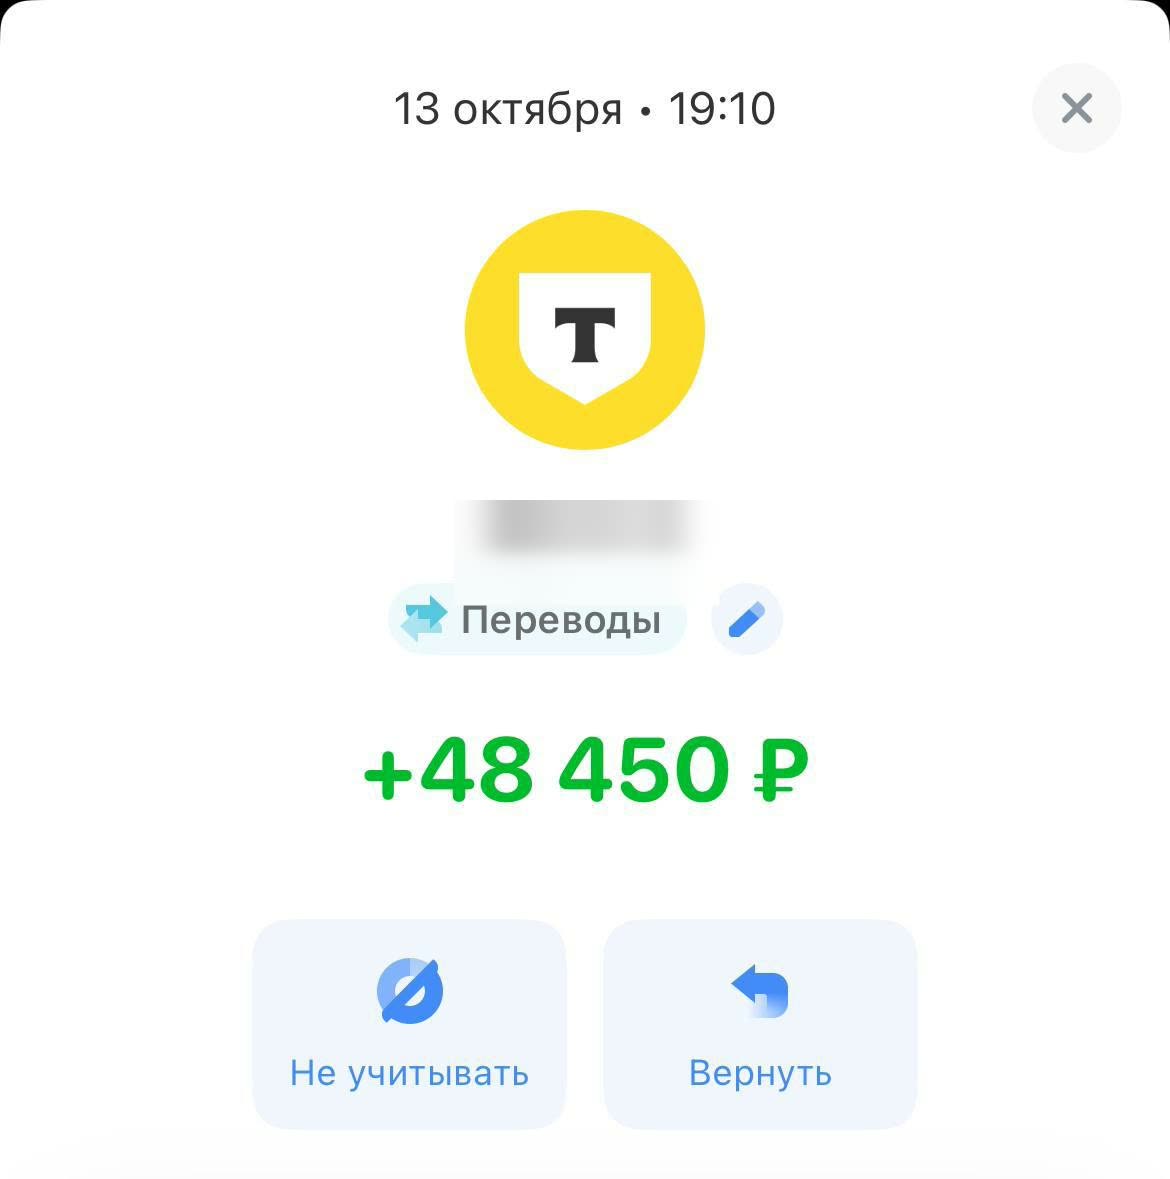 13 октября • 19:10
Т
Переводы
+48 450 ₽
Не учитывать
Вернуть